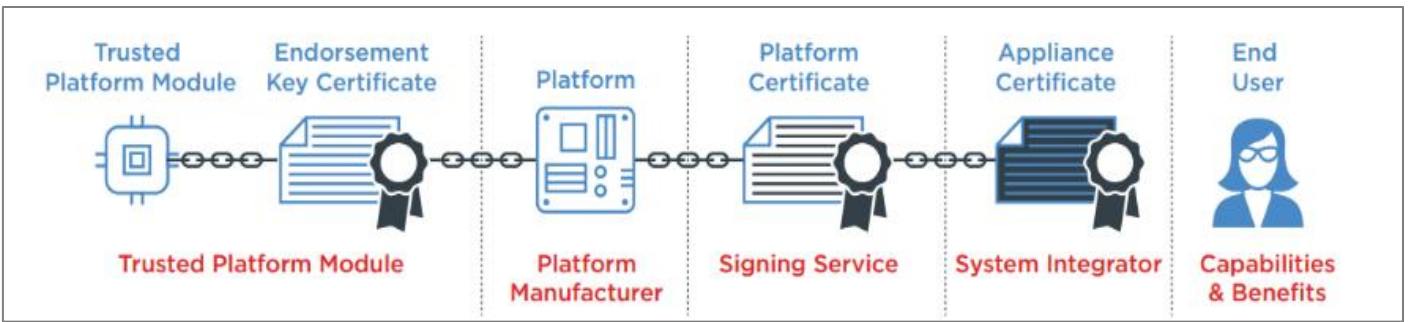 Trusted
Platform Module
Endorsement
Key Certificate
Platform
Platform
Certificate
Appliance
Certificate
End
User
Trusted Platform Module
Platform
Manufacturer
Signing Service
System Integrator
Capabilities
& Benefits